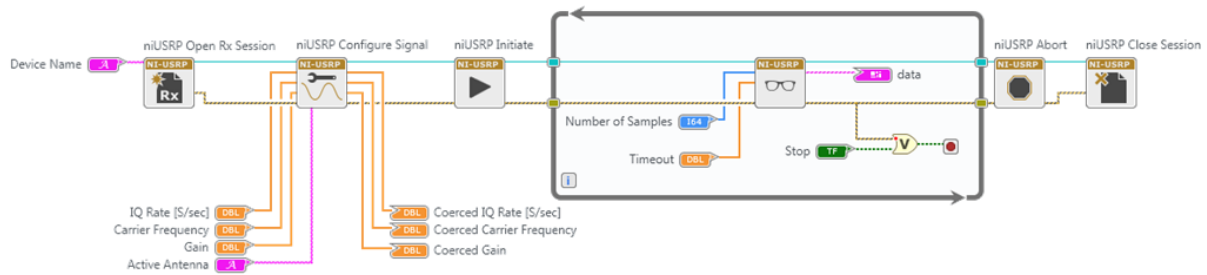 niUSRP Open Rx Session
niUSRP Configure Signal
niUSRP Initiate
niUSRP Abort
niUSRP Close Session
Device Name
NI-USRP
Rx
NI-USRP
NI-USRP
NI-USRP
data
NI-USRP
NI-USRP
Number of Samples
I64
Timeout
DBL
Stop
TF
V
i
IQ Rate [S/sec]
DBL
DBL
Coerced IQ Rate [S/sec]
Carrier Frequency
DBL
DBL
Coerced Carrier Frequency
Gain
DBL
DBL
Coerced Gain
Active Antenna